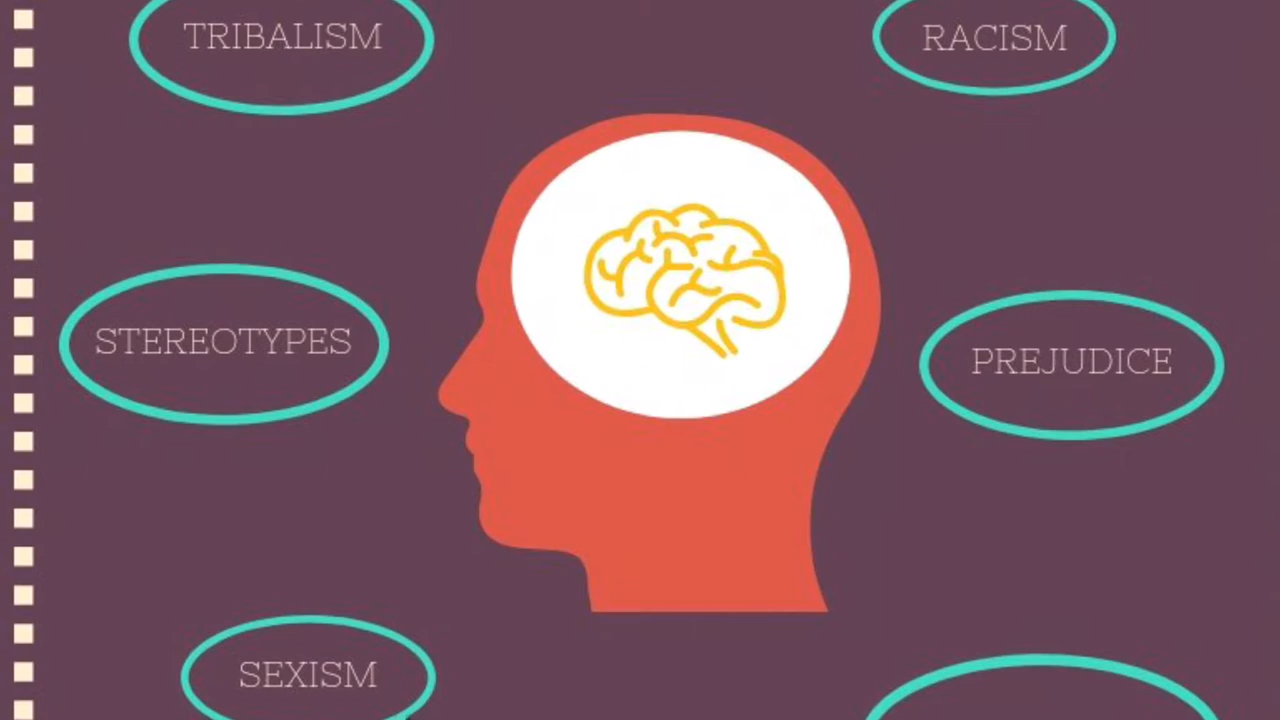 TRIBALISM
RACISM
STEREOTYPES
PREJUDICE
SEXISM